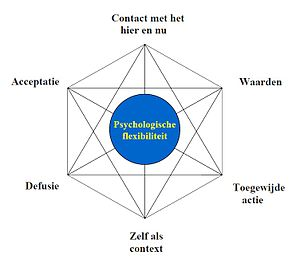 Contact met het
hier en nu
Acceptatie
Waarden
Psychologische
flexibiliteit
Defusie
Toegewijde
actie
Zelf als
context